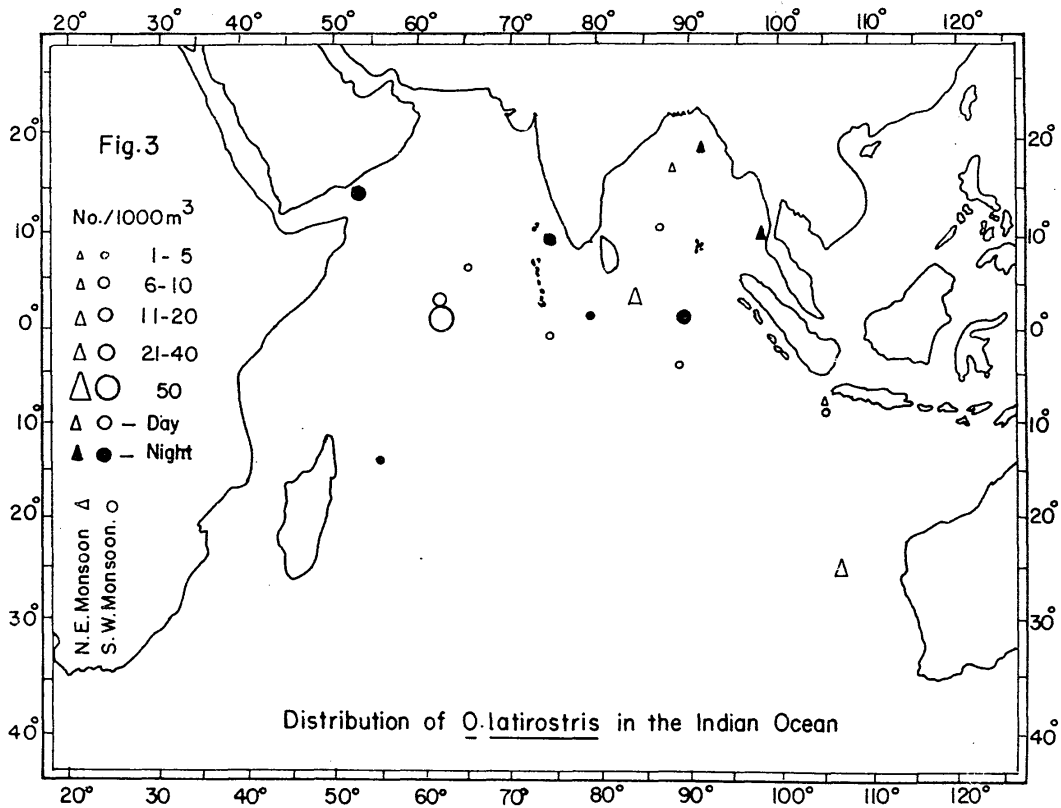 20° 30° 40° 50° 60° 70° 80° 90° 100° 110° 120°
Fig.3
No./1000m³
1-5
6-10
11-20
21-40
50
– Day
– Night
N.E.Monsoon
S.W.Monsoon.
20°
10°
0°
10°
20°
30°
40°
20°
10°
0°
10°
20°
30°
40°
Distribution of O.latirostris in the Indian Ocean
20° 30 40° 50° 60° 70° 80° 90° 100° 110° 120°